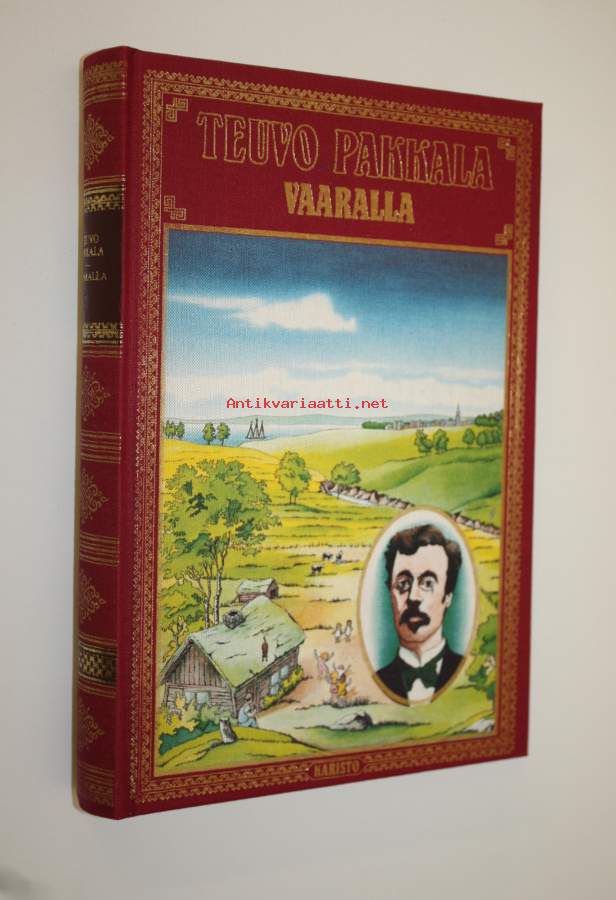 TEUVO PAKKALA
VAARALLA
Antikvariaatti.net
KARISTO